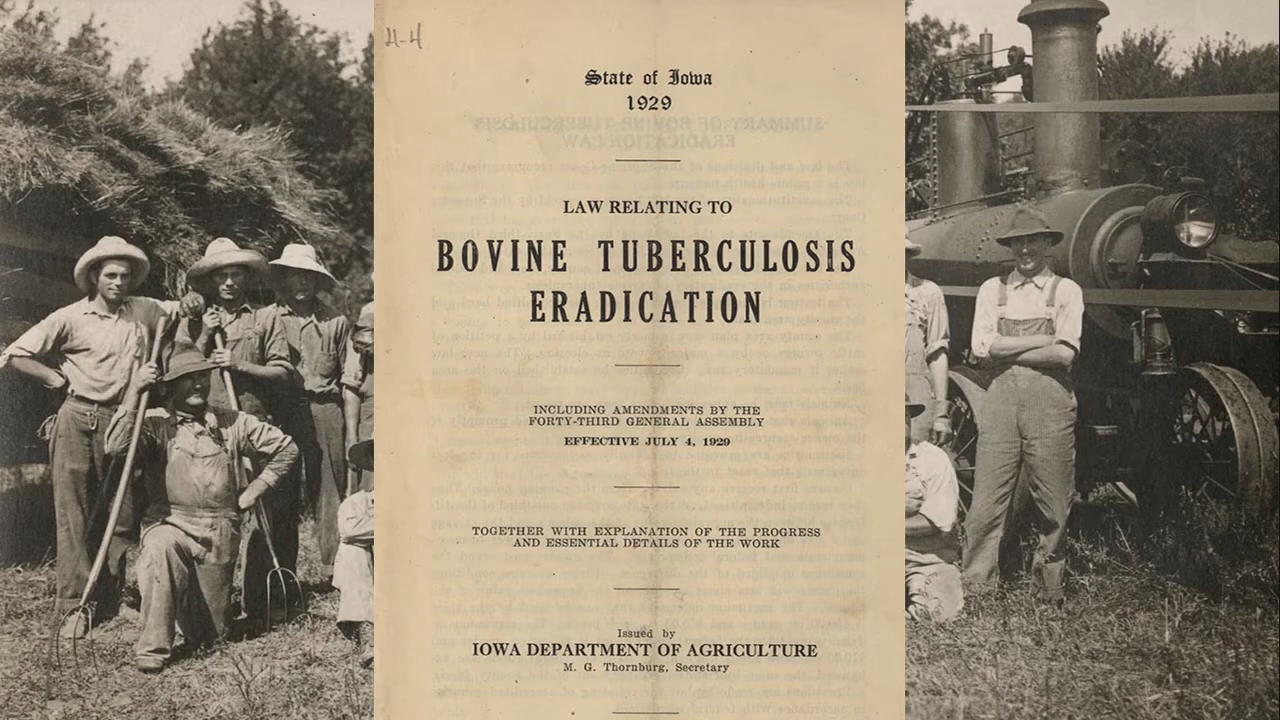 4-4
State of Iowa
1929
LAW RELATING TO
BOVINE TUBERCULOSIS
ERADICATION
INCLUDING AMENDMENTS BY THE
FORTY-THIRD GENERAL ASSEMBLY
EFFECTIVE JULY 4, 1929
TOGETHER WITH EXPLANATION OF THE PROGRESS
AND ESSENTIAL DETAILS OF THE WORK
Issued by
IOWA DEPARTMENT OF AGRICULTURE
M. G. Thornburg, Secretary